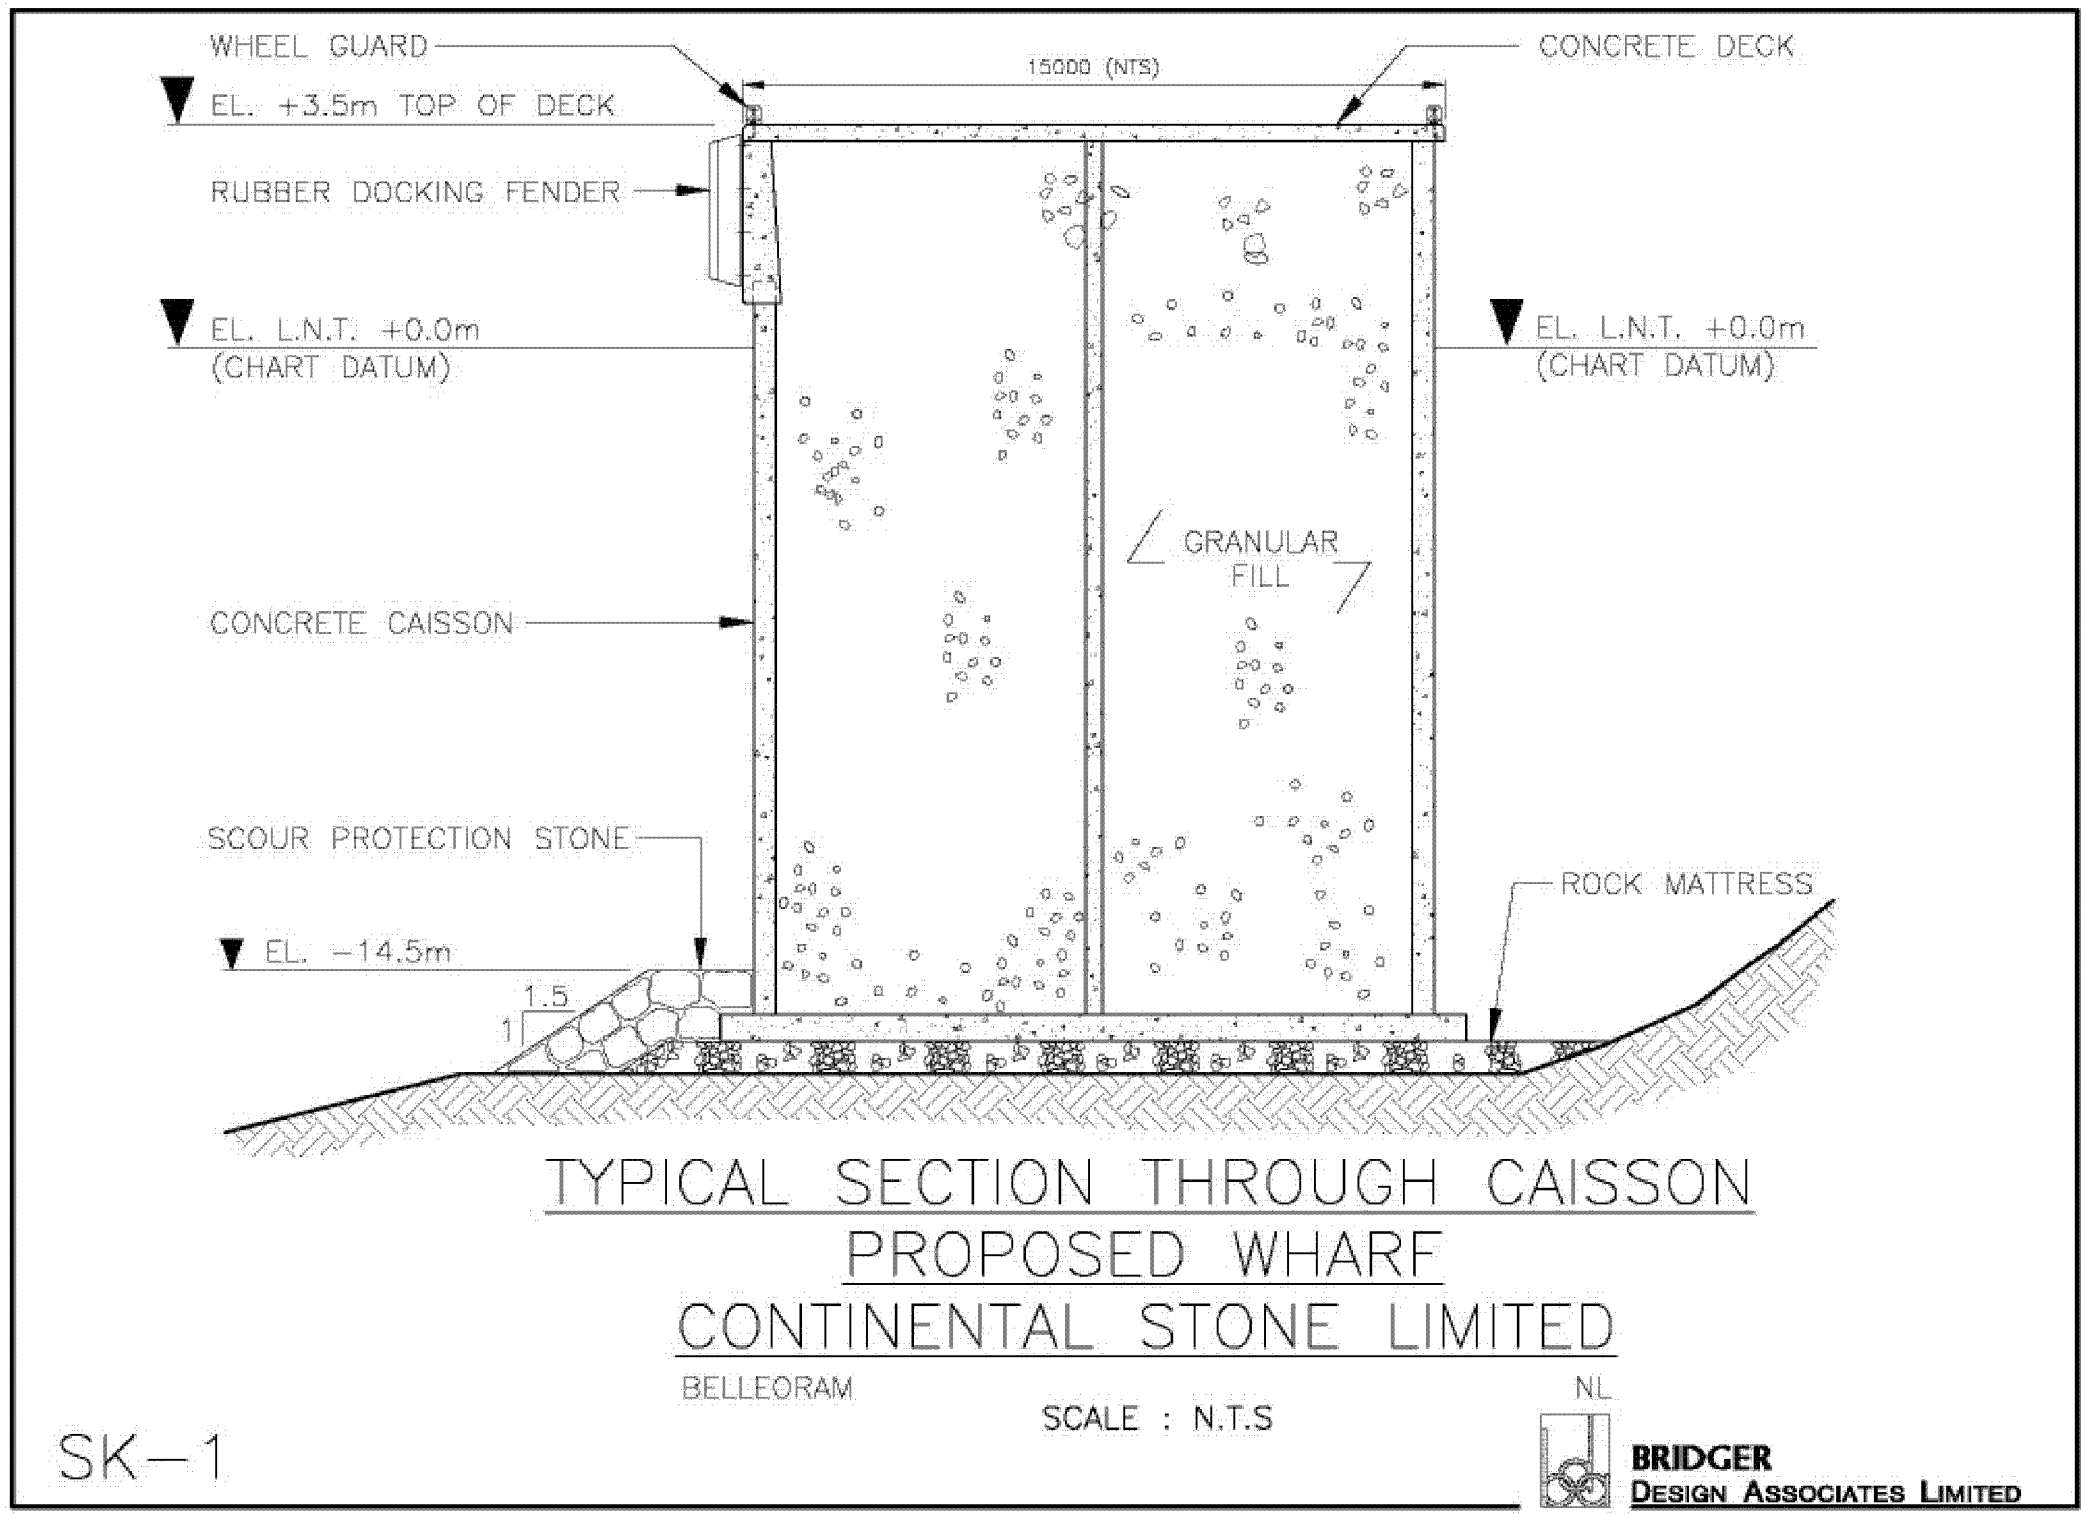 WHEEL GUARD
CONCRETE DECK
15000 (NTS)
EL. +3.5m TOP OF DECK
RUBBER DOCKING FENDER
EL. L.N.T. +0.0m
(CHART DATUM)
EL. L.N.T. +0.0m
(CHART DATUM)
GRANULAR
FILL
CONCRETE CAISSON
SCOUR PROTECTION STONE
ROCK MATTRESS
EL. -14.5m
1.5
1
TYPICAL SECTION THROUGH CAISSON
PROPOSED WHARF
CONTINENTAL STONE LIMITED
BELLEORAM NL
SCALE : N.T.S
SK-1
BRIDGER
DESIGN ASSOCIATES LIMITED